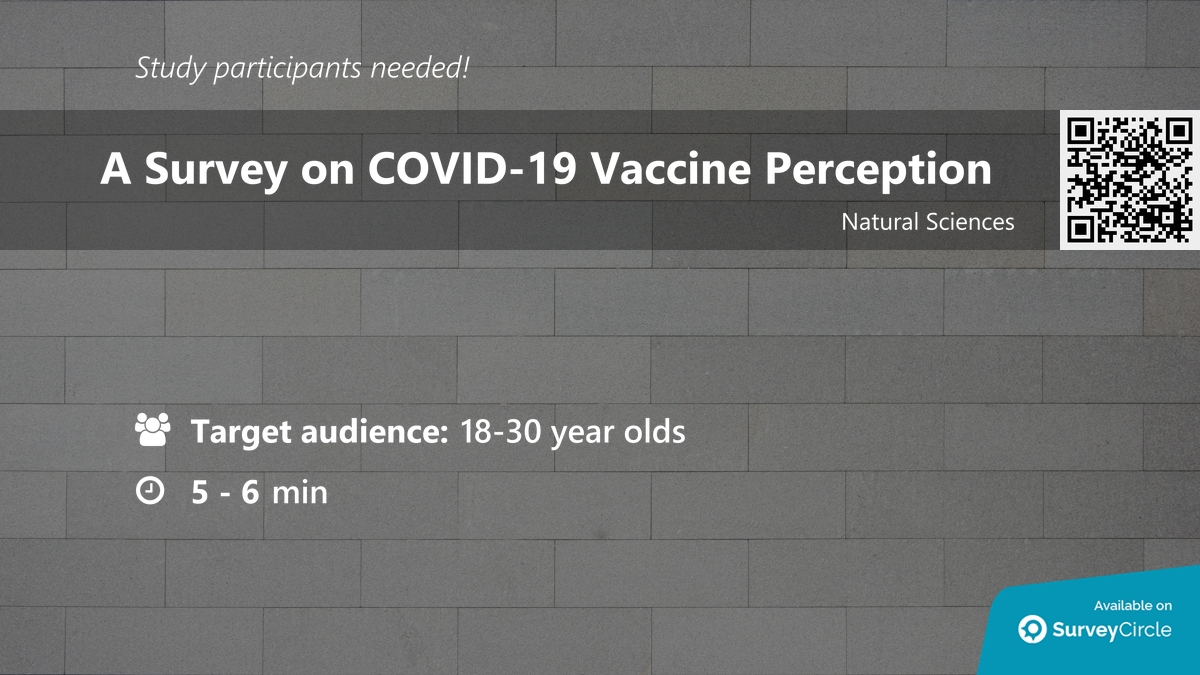 Study participants needed!
A Survey on COVID-19 Vaccine Perception
Natural Sciences
Target audience: 18-30 year olds
5 - 6 min
Available on
SurveyCircle